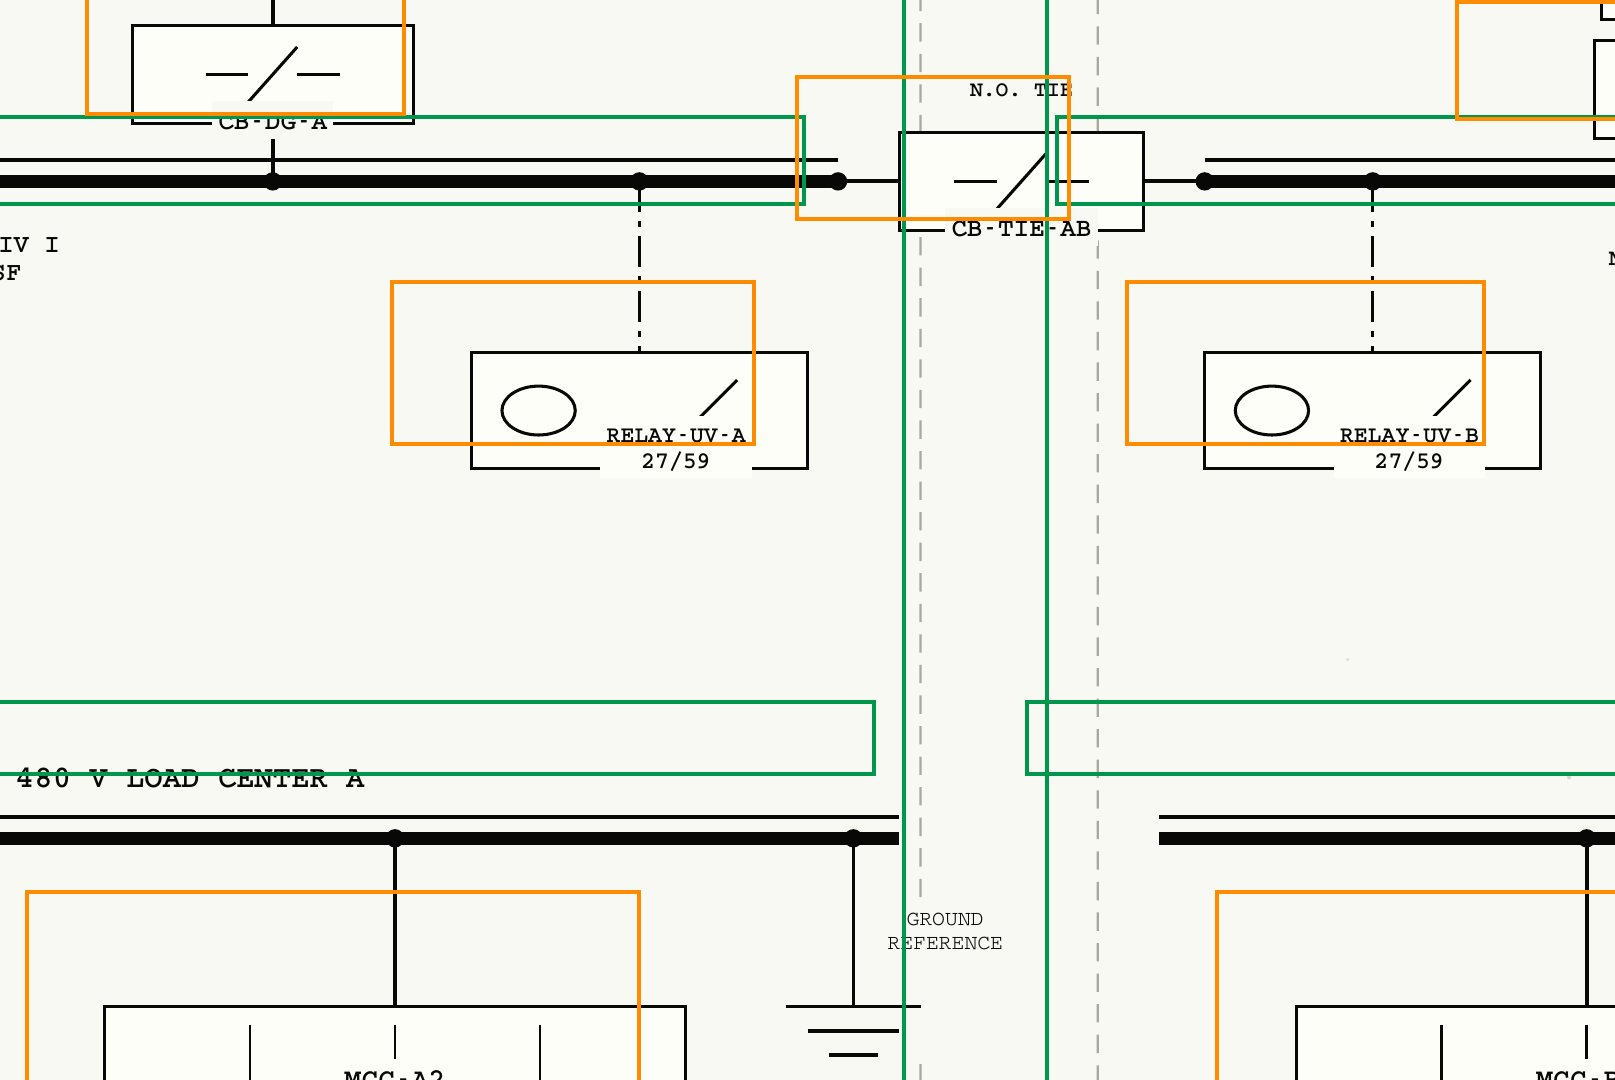 N.O. TIE
CB-DG-A
CB-TIE-AB
IV I
SF
RELAY-UV-A
27/59
RELAY-UV-B
27/59
480 V LOAD CENTER A
GROUND
REFERENCE
MCC-A2